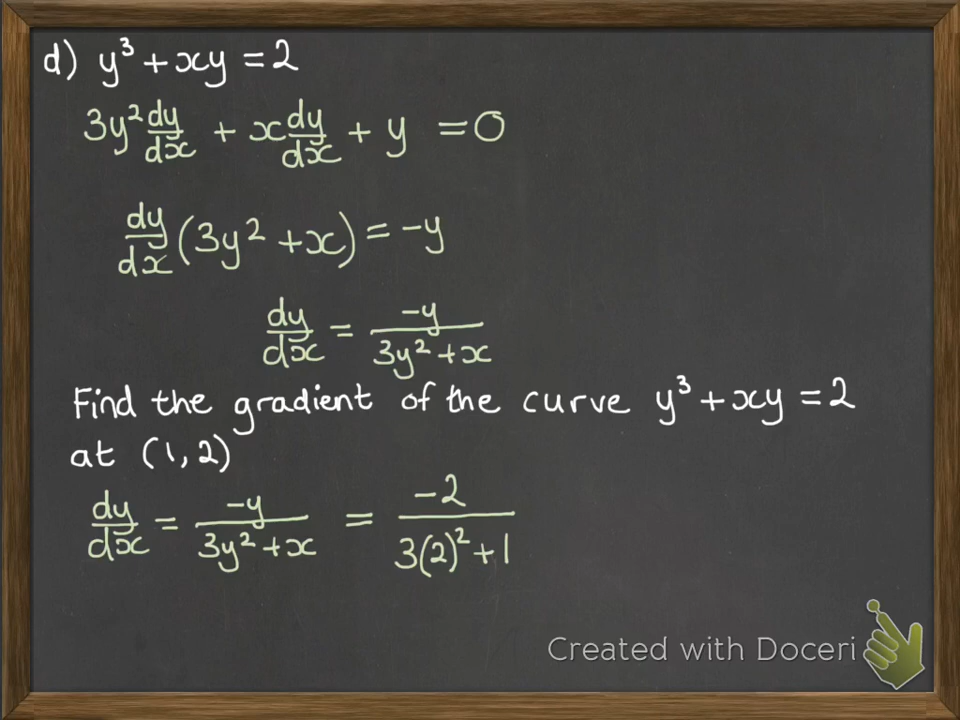 d) y³ + xy = 2
3y² dy/dx + x dy/dx + y = 0
dy/dx (3y² + x) = -y
dy/dx = -y/(3y² + x)
Find the gradient of the curve y³ + xy = 2
at (1, 2)
dy/dx = -y/(3y² + x) = -2/(3(2)² + 1)
Created with Doceri